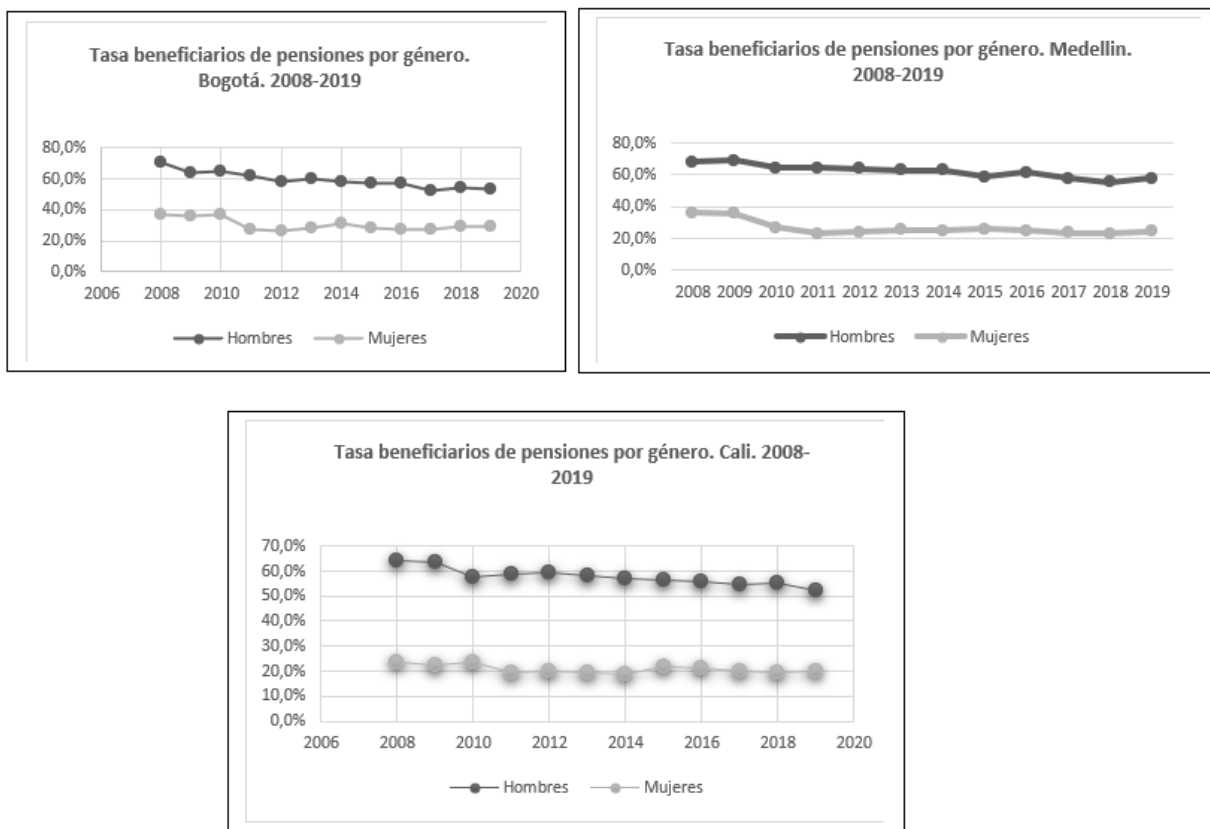 Tasa beneficiarios de pensiones por género.
Bogotá. 2008-2019
80,0%
60,0%
40,0%
20,0%
0,0%
2006 2008 2010 2012 2014 2016 2018 2020
Hombres Mujeres
Tasa beneficiarios de pensiones por género. Medellin.
2008-2019
80,0%
60,0%
40,0%
20,0%
0,0%
2008 2009 2010 2011 2012 2013 2014 2015 2016 2017 2018 2019
Hombres Mujeres
Tasa beneficiarios de pensiones por género. Cali. 2008-
2019
70,0%
60,0%
50,0%
40,0%
30,0%
20,0%
10,0%
0,0%
2006 2008 2010 2012 2014 2016 2018 2020
Hombres Mujeres